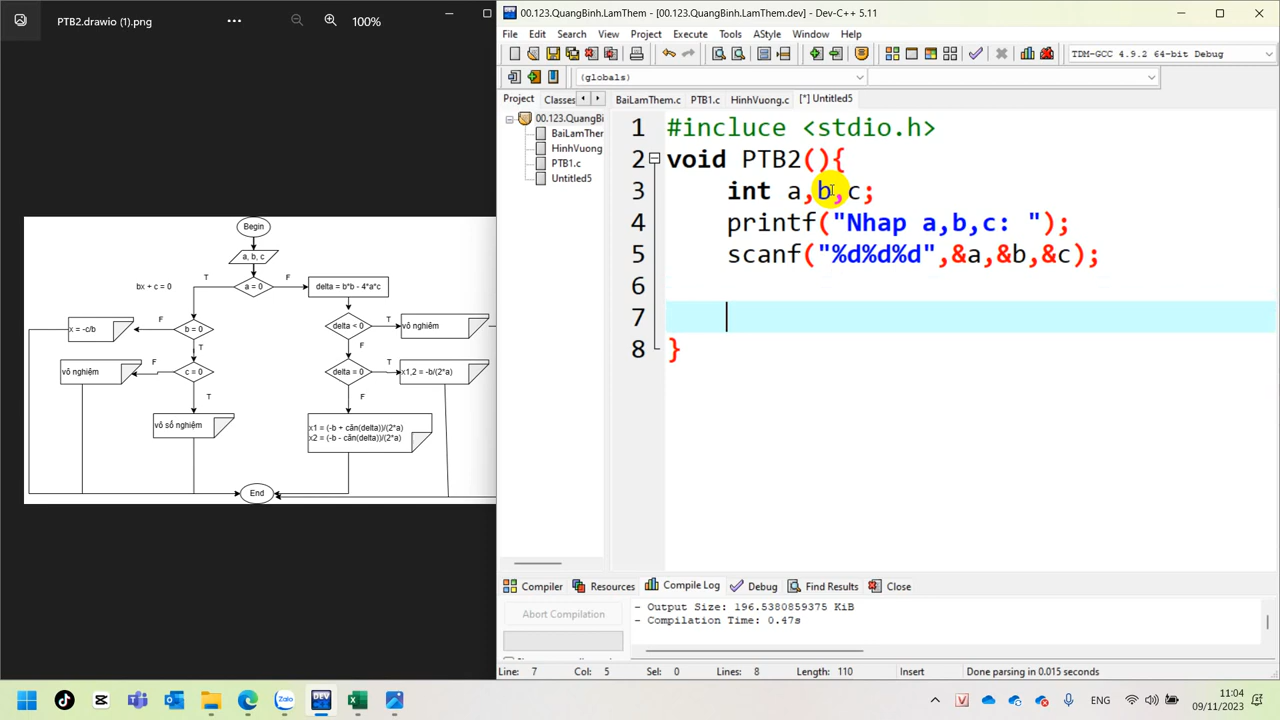 PTB2.drawio (1).png
100%
00.123.QuangBinh.LamThem - [00.123.QuangBinh.LamThem.dev] - Dev-C++ 5.11
File Edit Search View Project Execute Tools AStyle Window Help
TDM-GCC 4.9.2 64-bit Debug
(globals)
Project Classes
BaiLamThem.c PTB1.c HinhVuong.c [*] Untitled5
00.123.QuangBi
BaiLamTher
HinhVuong
PTB1.c
Untitled5
1 #incluce <stdio.h>
2 void PTB2(){
3 int a,b,c;
4 printf("Nhap a,b,c: ");
5 scanf("%d%d%d",&a,&b,&c);
6
7
8 }
Begin
a, b, c
T F
bx + c = 0 a = 0 delta = b*b - 4*a*c
x = -c/b F b = 0 delta < 0 T vô nghiệm
T F
vô nghiệm F c = 0 delta = 0 T x1,2 = -b/(2*a)
T F
vô số nghiệm
x1 = (-b + căn(delta))/(2*a)
x2 = (-b - căn(delta))/(2*a)
End
Compiler Resources Compile Log Debug Find Results Close
Abort Compilation
- Output Size: 196.5380859375 KiB
- Compilation Time: 0.47s
Line: 7 Col: 5 Sel: 0 Lines: 8 Length: 110 Insert Done parsing in 0.015 seconds
ENG
11:04
09/11/2023